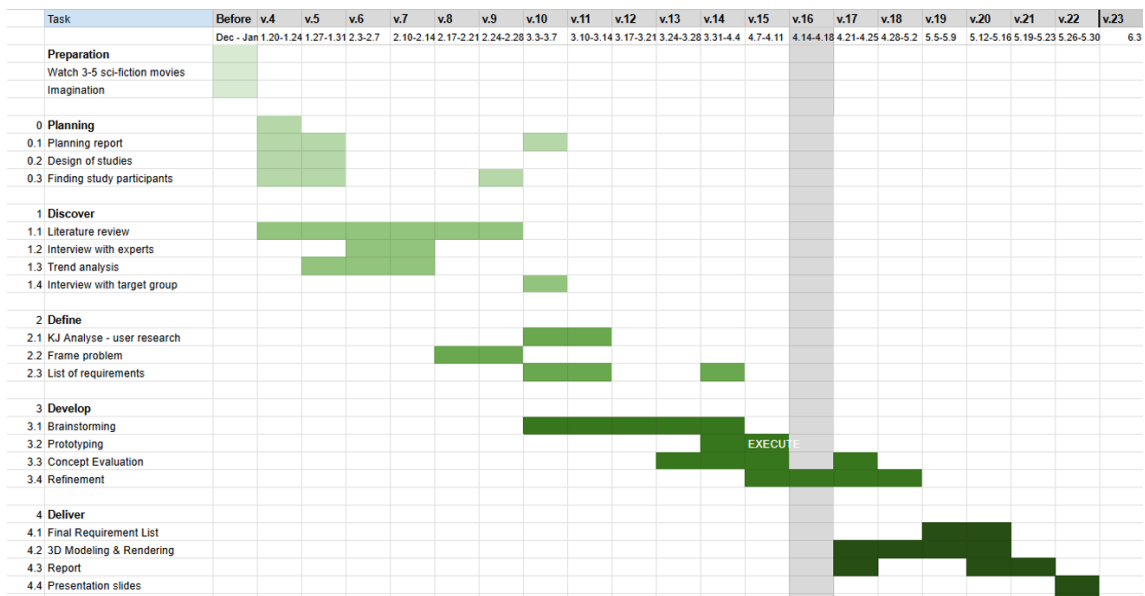 Task Before v.4 v.5 v.6 v.7 v.8 v.9 v.10 v.11 v.12 v.13 v.14 v.15 v.16 v.17 v.18 v.19 v.20 v.21 v.22 v.23
Dec - Jan 1.20-1.24 1.27-1.31 2.3-2.7 2.10-2.14 2.17-2.21 2.24-2.28 3.3-3.7 3.10-3.14 3.17-3.21 3.24-3.28 3.31-4.4 4.7-4.11 4.14-4.18 4.21-4.25 4.28-5.2 5.5-5.9 5.12-5.16 5.19-5.23 5.26-5.30 6.3
Preparation
Watch 3-5 sci-fiction movies
Imagination
0 Planning
0.1 Planning report
0.2 Design of studies
0.3 Finding study participants
1 Discover
1.1 Literature review
1.2 Interview with experts
1.3 Trend analysis
1.4 Interview with target group
2 Define
2.1 KJ Analyse - user research
2.2 Frame problem
2.3 List of requirements
3 Develop
3.1 Brainstorming
3.2 Prototyping EXECUTE
3.3 Concept Evaluation
3.4 Refinement
4 Deliver
4.1 Final Requirement List
4.2 3D Modeling & Rendering
4.3 Report
4.4 Presentation slides